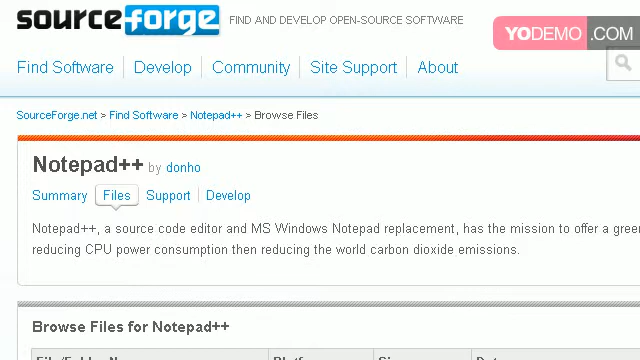 sourceforge FIND AND DEVELOP OPEN-SOURCE SOFTWARE
YODEMO.COM
Find Software Develop Community Site Support About
SourceForge.net > Find Software > Notepad++ > Browse Files
Notepad++ by donho
Summary Files Support Develop
Notepad++, a source code editor and MS Windows Notepad replacement, has the mission to offer a
reducing CPU power consumption then reducing the world carbon dioxide emissions.
Browse Files for Notepad++